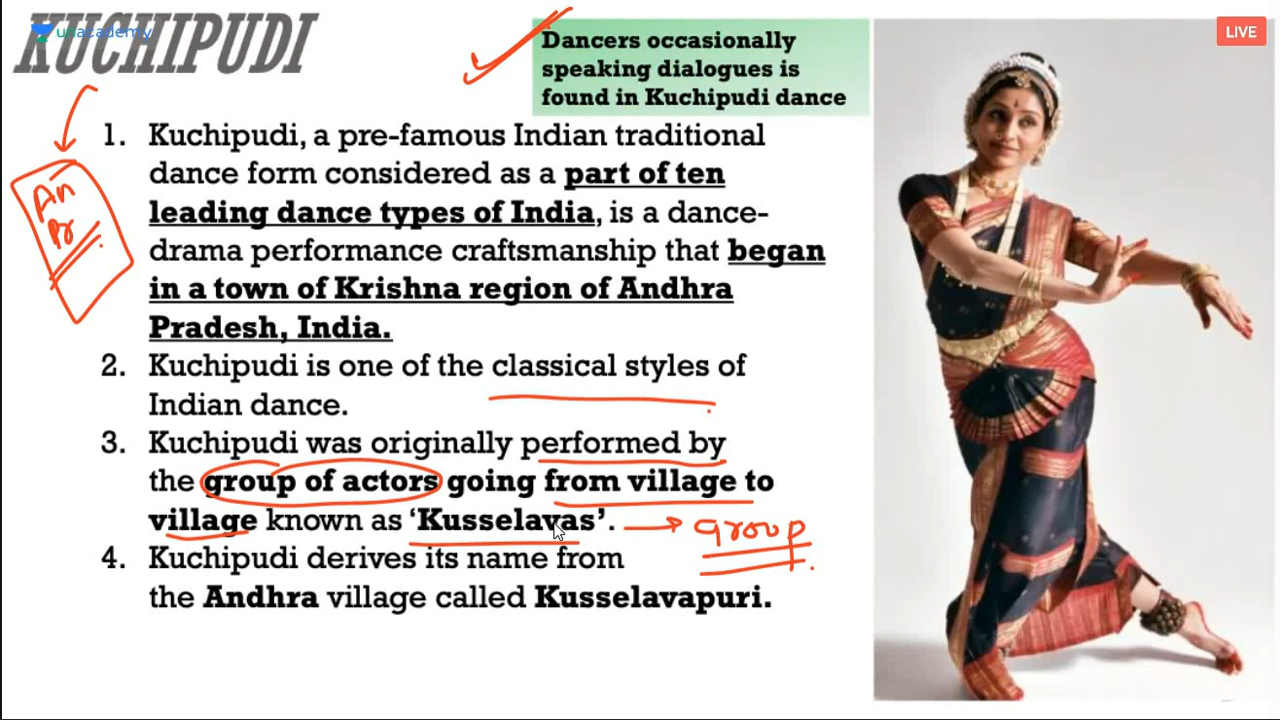 KUCHIPUDI
unacademy
LIVE
Dancers occasionally
speaking dialogues is
found in Kuchipudi dance
An
Pr
1. Kuchipudi, a pre-famous Indian traditional
dance form considered as a part of ten
leading dance types of India, is a dance-
drama performance craftsmanship that began
in a town of Krishna region of Andhra
Pradesh, India.
2. Kuchipudi is one of the classical styles of
Indian dance.
3. Kuchipudi was originally performed by
the group of actors going from village to
village known as ‘Kusselavas’. group
4. Kuchipudi derives its name from
the Andhra village called Kusselavapuri.